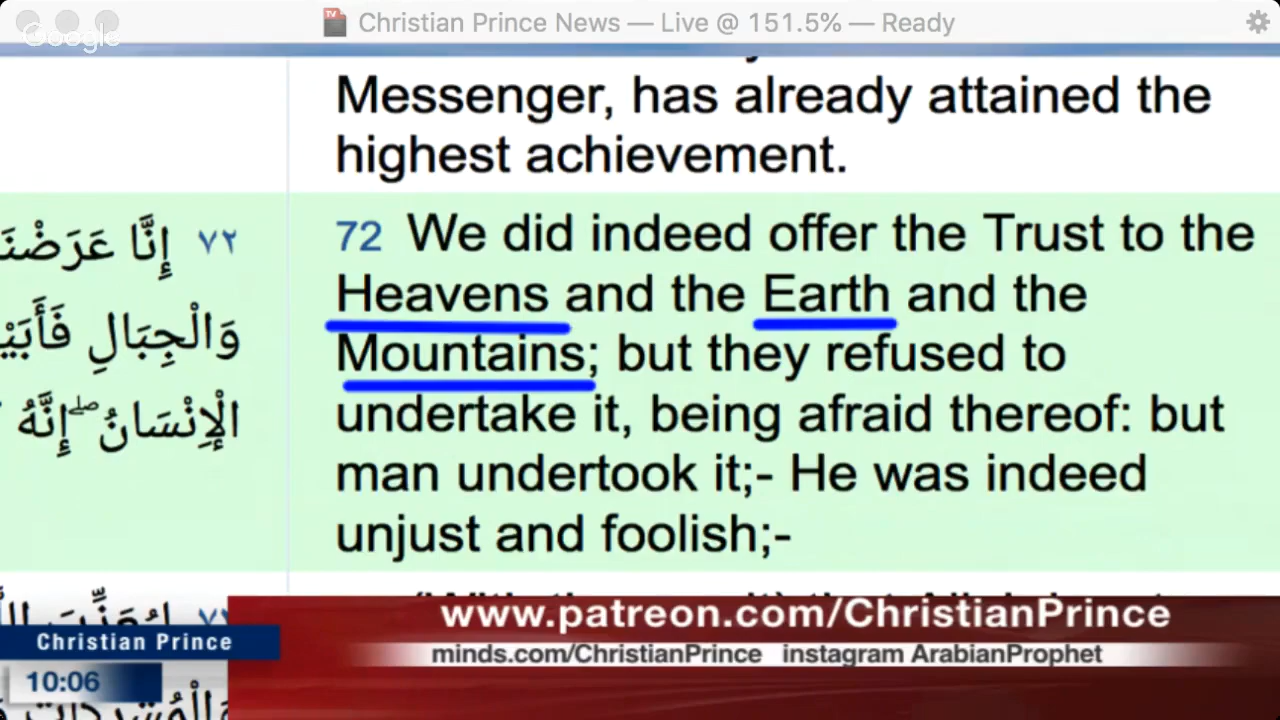 Christian Prince News — Live @ 151.5% — Ready
Google
Messenger, has already attained the
highest achievement.
72 We did indeed offer the Trust to the
Heavens and the Earth and the
Mountains; but they refused to
undertake it, being afraid thereof: but
man undertook it;- He was indeed
unjust and foolish;-
٧٢ إِنَّا عَرَضْنَ
وَالْجِبَالِ فَأَبَيْ
الْإِنْسَانُ ۖ إِنَّهُ
www.patreon.com/ChristianPrince
Christian Prince
minds.com/ChristianPrince instagram ArabianProphet
10:06